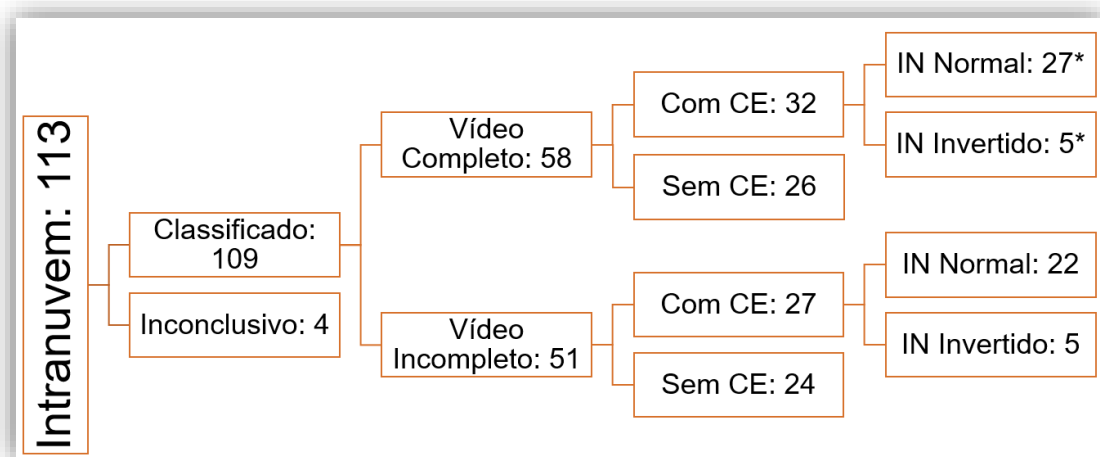 Intranuvem: 113
Classificado:
109
Inconclusivo: 4
Vídeo
Completo: 58
Vídeo
Incompleto: 51
Com CE: 32
Sem CE: 26
Com CE: 27
Sem CE: 24
IN Normal: 27*
IN Invertido: 5*
IN Normal: 22
IN Invertido: 5